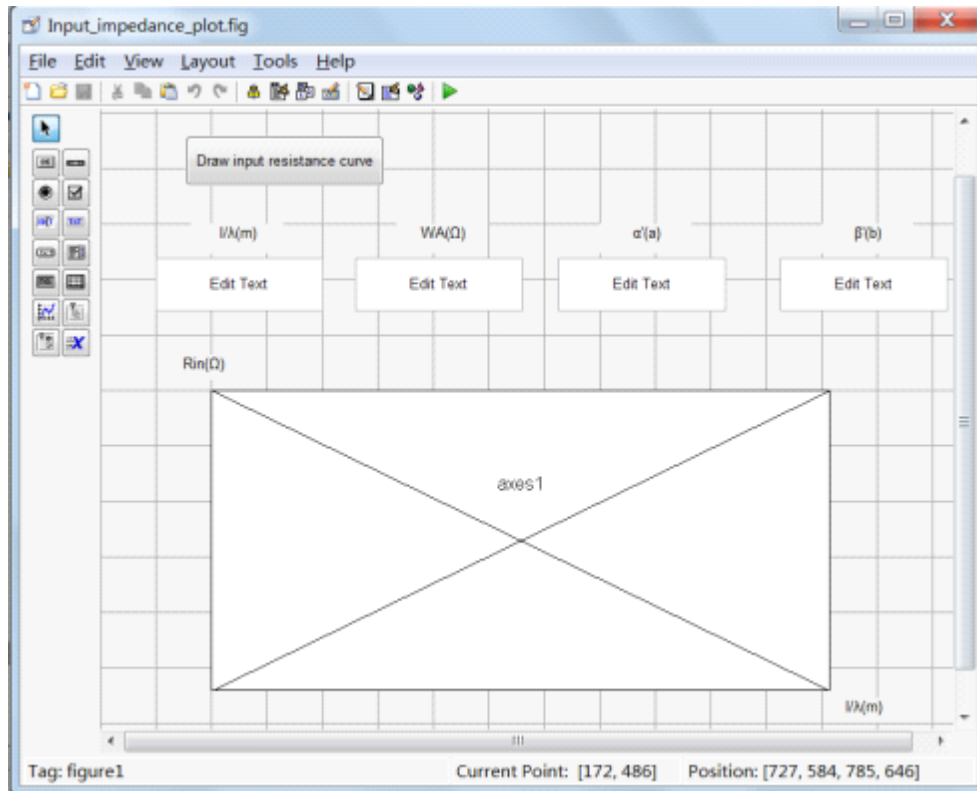 Input_impedance_plot.fig
File Edit View Layout Tools Help
Draw input resistance curve
l/λ(m) WA(Ω) α'(a) β'(b)
Edit Text Edit Text Edit Text Edit Text
Rin(Ω)
axes1
l/λ(m)
Tag: figure1 Current Point: [172, 486] Position: [727, 584, 785, 646]